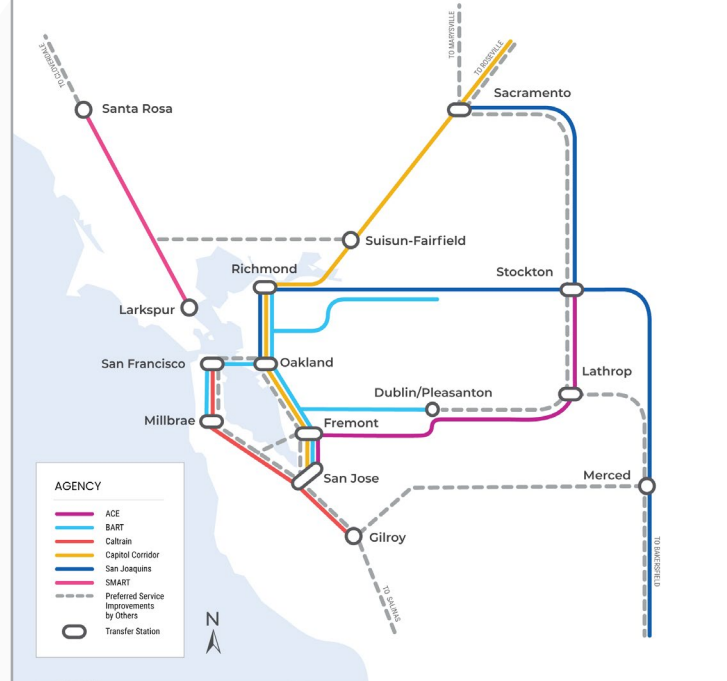 TO MARYSVILLE
TO ROSEVILLE
TO CLOVERDALE
Sacramento
Santa Rosa
Suisun-Fairfield
Richmond
Stockton
Larkspur
San Francisco
Oakland
Lathrop
Dublin/Pleasanton
Millbrae
Fremont
San Jose
Merced
Gilroy
TO BAKERSFIELD
TO SALINAS
AGENCY
ACE
BART
Caltrain
Capitol Corridor
San Joaquins
SMART
Preferred Service
Improvements
by Others
Transfer Station
N